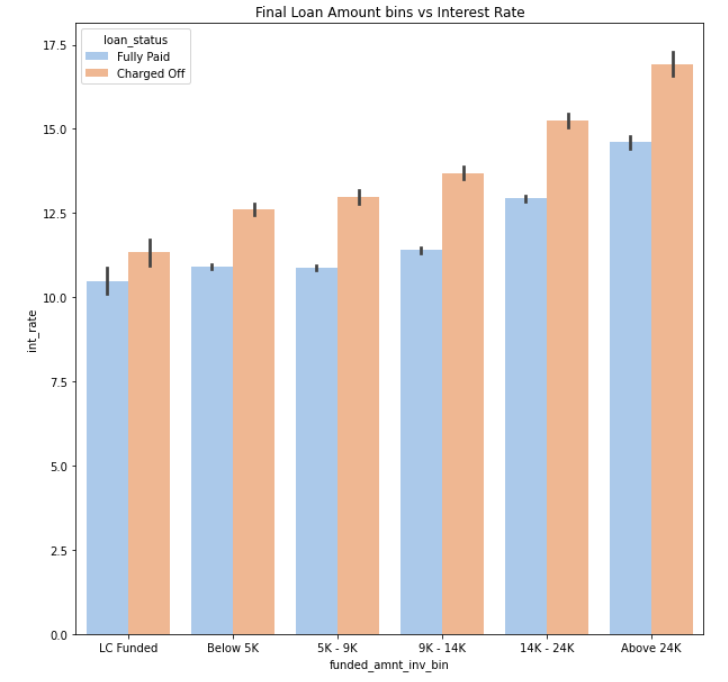 Final Loan Amount bins vs Interest Rate
loan_status
Fully Paid
Charged Off
17.5
15.0
12.5
10.0
7.5
5.0
2.5
0.0
int_rate
LC Funded
Below 5K
5K - 9K
9K - 14K
14K - 24K
Above 24K
funded_amnt_inv_bin